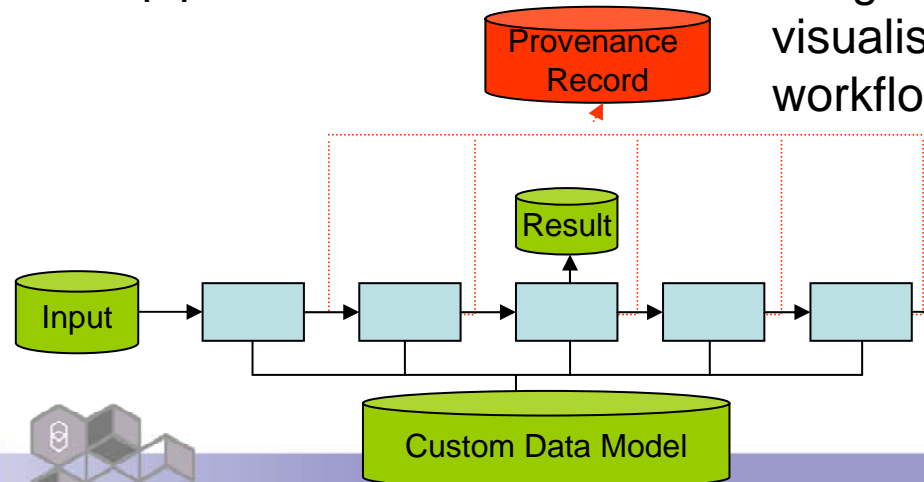 Provenance
Record
visualis
workflo
Result
Input
Custom Data Model